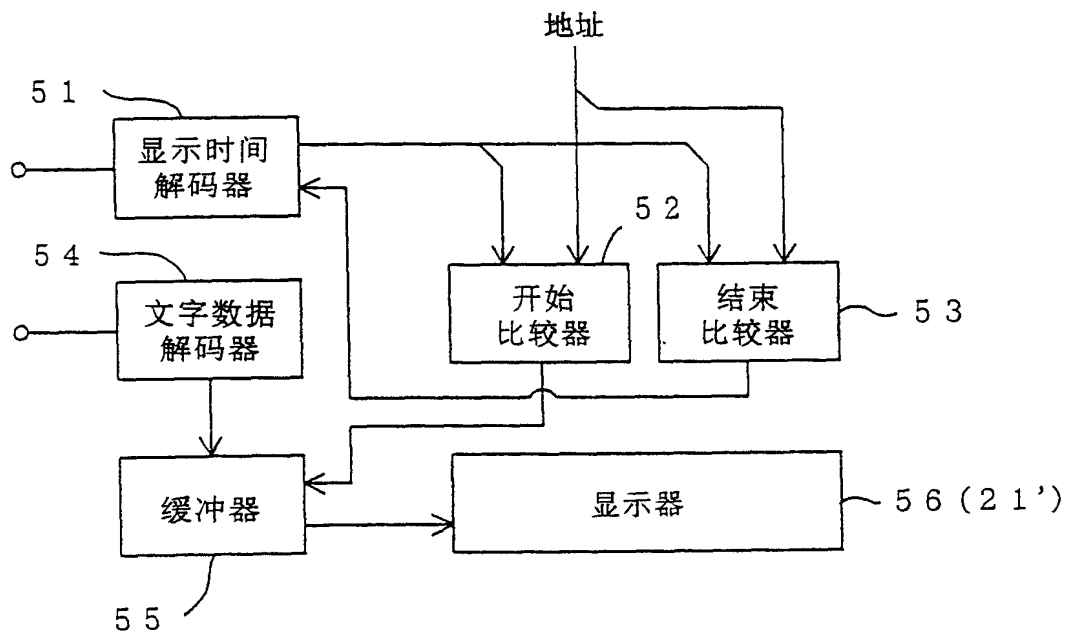 地址
５１
显示时间
解码器
５２
５４
文字数据
解码器
开始
比较器
结束
比较器
５３
缓冲器
显示器
５６(２１’)
５５